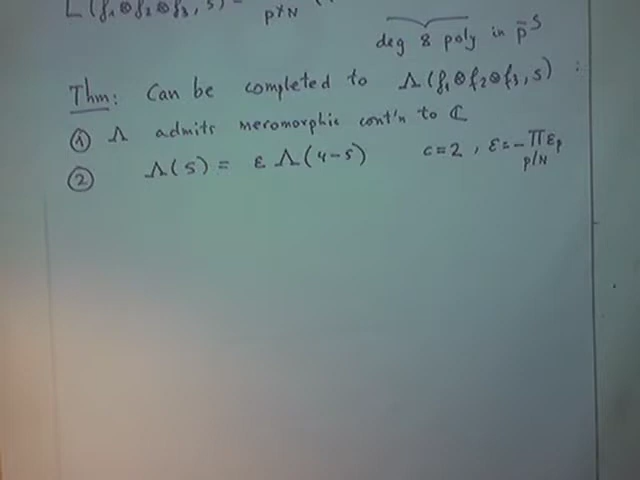 L(f₁⊗f₂⊗f₃, s) = p∤N
deg 8 poly in p⁻ˢ
Thm: Can be completed to Λ(f₁⊗f₂⊗f₃, s) :
① Λ admits meromorphic cont'n to ℂ
② Λ(s) = ε Λ(4-s) c=2, ε=-∏ εₚ
p|N